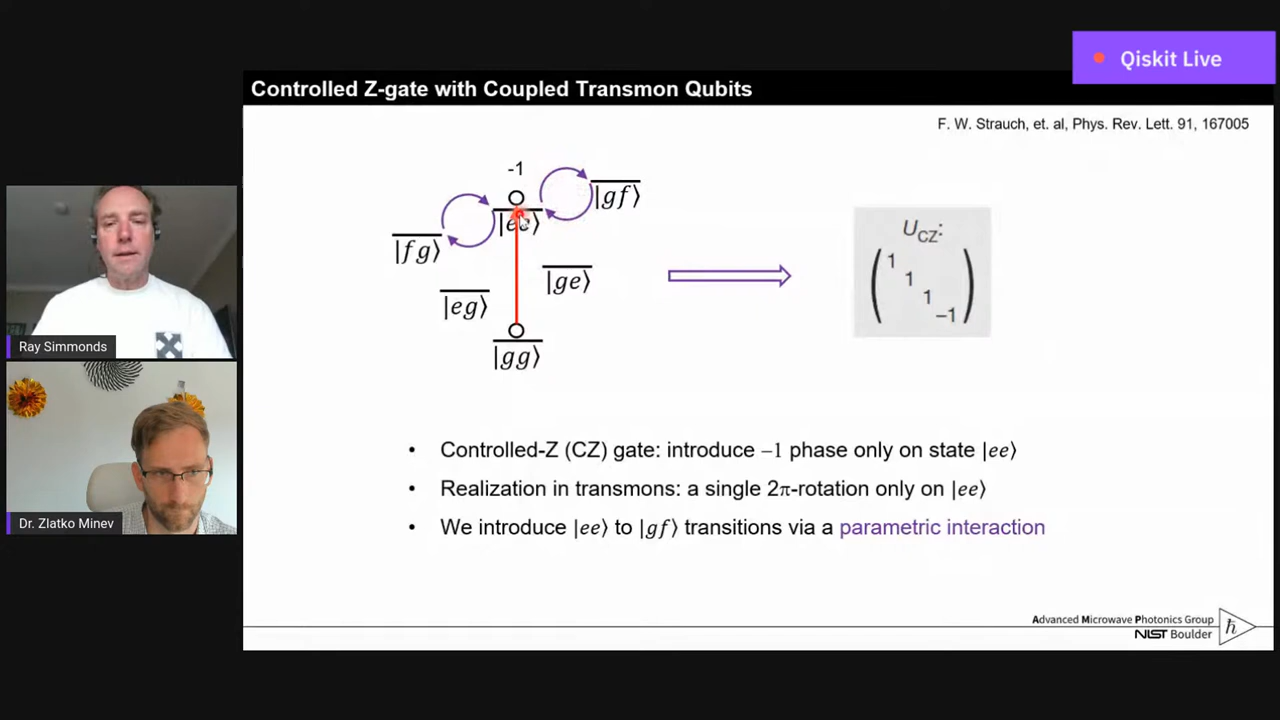 Qiskit Live
Controlled Z-gate with Coupled Transmon Qubits
F. W. Strauch, et. al, Phys. Rev. Lett. 91, 167005
-1
|gf⟩
|ee⟩
|fg⟩
|ge⟩
|eg⟩
|gg⟩
U_CZ:
1
1
1
−1
Ray Simmonds
Dr. Zlatko Minev
• Controlled-Z (CZ) gate: introduce −1 phase only on state |ee⟩
• Realization in transmons: a single 2π-rotation only on |ee⟩
• We introduce |ee⟩ to |gf⟩ transitions via a parametric interaction
Advanced Microwave Photonics Group
NIST Boulder
ħ